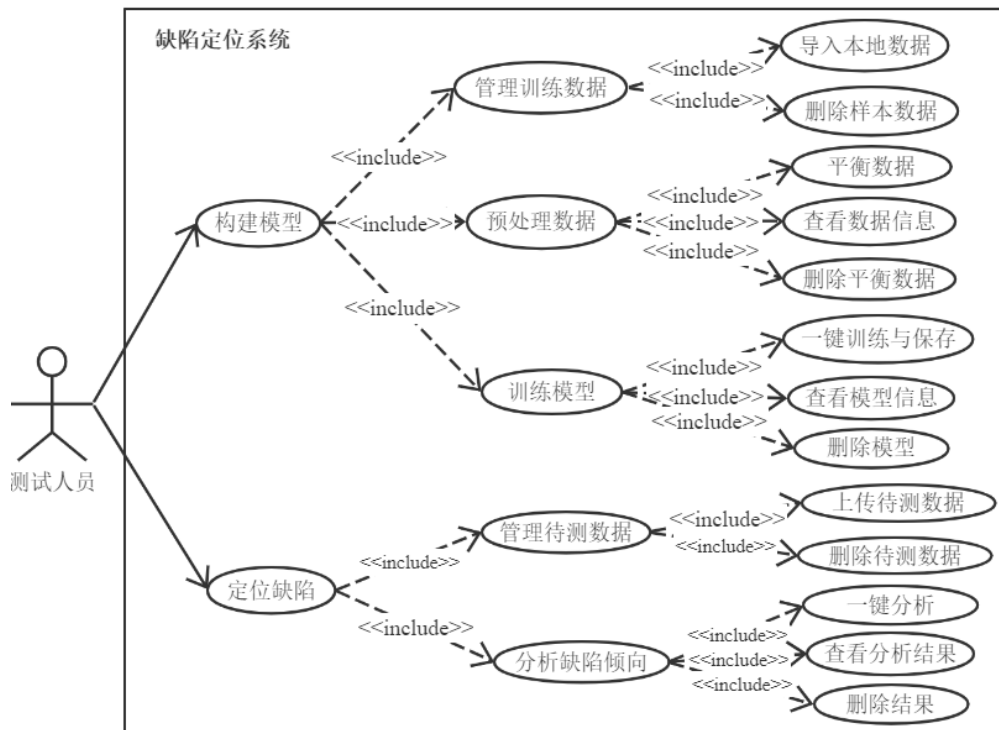 缺陷定位系统
导入本地数据
<<include>>
管理训练数据
<<include>>
删除样本数据
<<include>>
平衡数据
<<include>>
构建模型
<<include>>
预处理数据
<<include>>
查看数据信息
<<include>>
删除平衡数据
<<include>>
一键训练与保存
<<include>>
训练模型
<<include>>
查看模型信息
<<include>>
删除模型
测试人员
上传待测数据
<<include>>
管理待测数据
<<include>>
删除待测数据
<<include>>
定位缺陷
一键分析
<<include>>
<<include>>
分析缺陷倾向
<<include>>
查看分析结果
<<include>>
删除结果